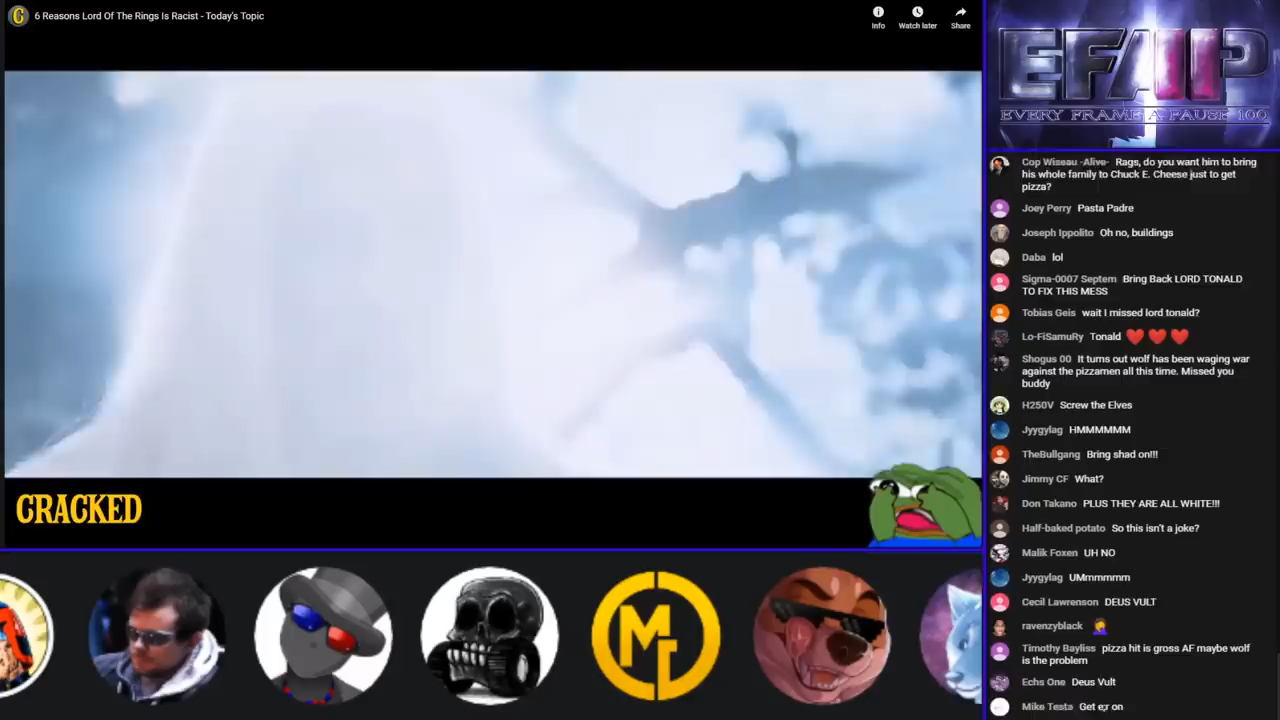 6 Reasons Lord Of The Rings Is Racist - Today's Topic
Info
Watch later
Share
CRACKED
EFAP
EVERY FRAME A PAUSE 100
Cop Wiseau -Alive- Rags, do you want him to bring
his whole family to Chuck E. Cheese just to get
pizza?
Joey Perry Pasta Padre
Joseph Ippolito Oh no, buildings
Daba lol
Sigma-0007 Septem Bring Back LORD TONALD
TO FIX THIS MESS
Tobias Geis wait I missed lord tonald?
Lo-FiSamuRy Tonald ❤️❤️❤️
Shogus 00 It turns out wolf has been waging war
against the pizzamen all this time. Missed you
buddy
H250V Screw the Elves
Jyygylag HMMMMMM
TheBullgang Bring shad on!!!
Jimmy CF What?
Don Takano PLUS THEY ARE ALL WHITE!!!
Half-baked potato So this isn't a joke?
Malik Foxen UH NO
Jyygylag UMmmmmm
Cecil Lawrenson DEUS VULT
ravenzyblack 🤦
Timothy Bayliss pizza hit is gross AF maybe wolf
is the problem
Echs One Deus Vult
Mike Testa Get er on